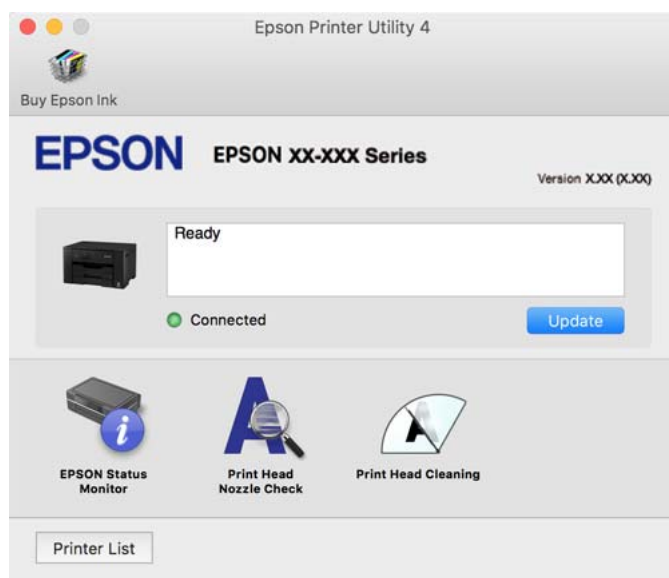 Epson Printer Utility 4
Buy Epson Ink
EPSON
EPSON XX-XXX Series
Version X.XX (X.XX)
Ready
Connected
Update
EPSON Status
Monitor
Print Head
Nozzle Check
Print Head Cleaning
Printer List